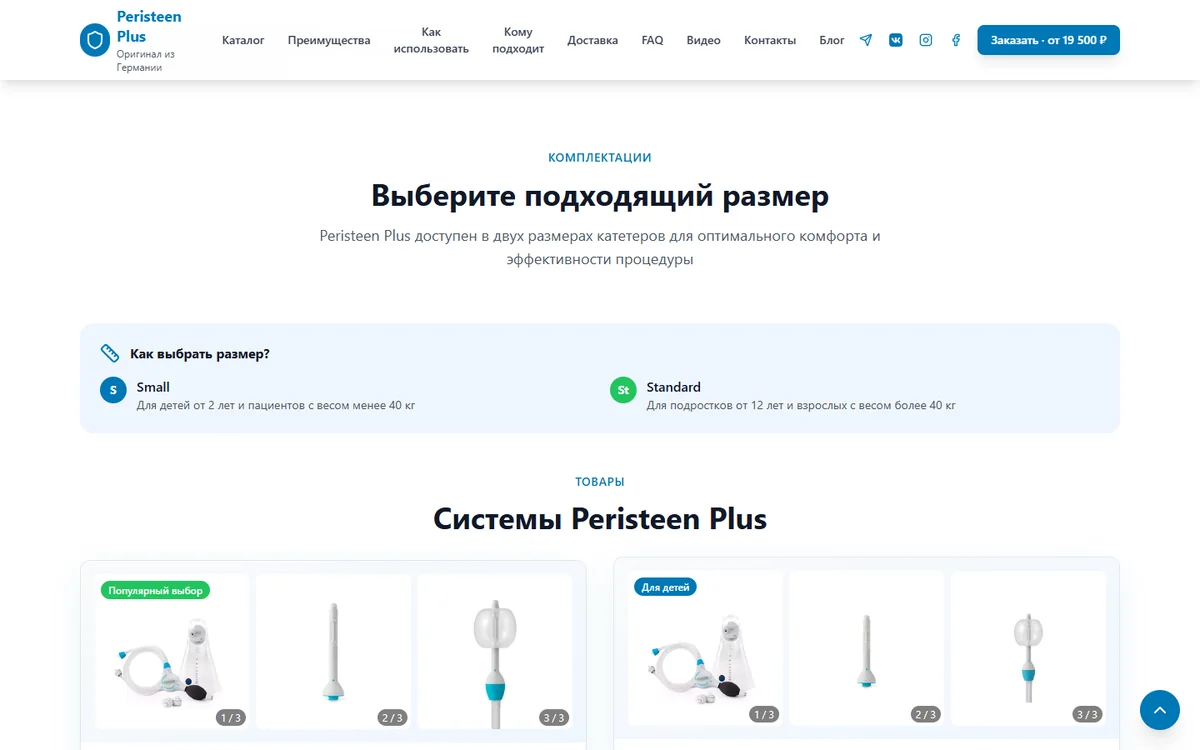 Peristeen
Plus
Оригинал из
Германии
Каталог
Преимущества
Как
использовать
Кому
подходит
Доставка
FAQ
Видео
Контакты
Блог
Заказать · от 19 500 ₽
КОМПЛЕКТАЦИИ
Выберите подходящий размер
Peristeen Plus доступен в двух размерах катетеров для оптимального комфорта и
эффективности процедуры
Как выбрать размер?
S
Small
Для детей от 2 лет и пациентов с весом менее 40 кг
St
Standard
Для подростков от 12 лет и взрослых с весом более 40 кг
ТОВАРЫ
Системы Peristeen Plus
Популярный выбор
1 / 3
2 / 3
3 / 3
Для детей
1 / 3
2 / 3
3 / 3